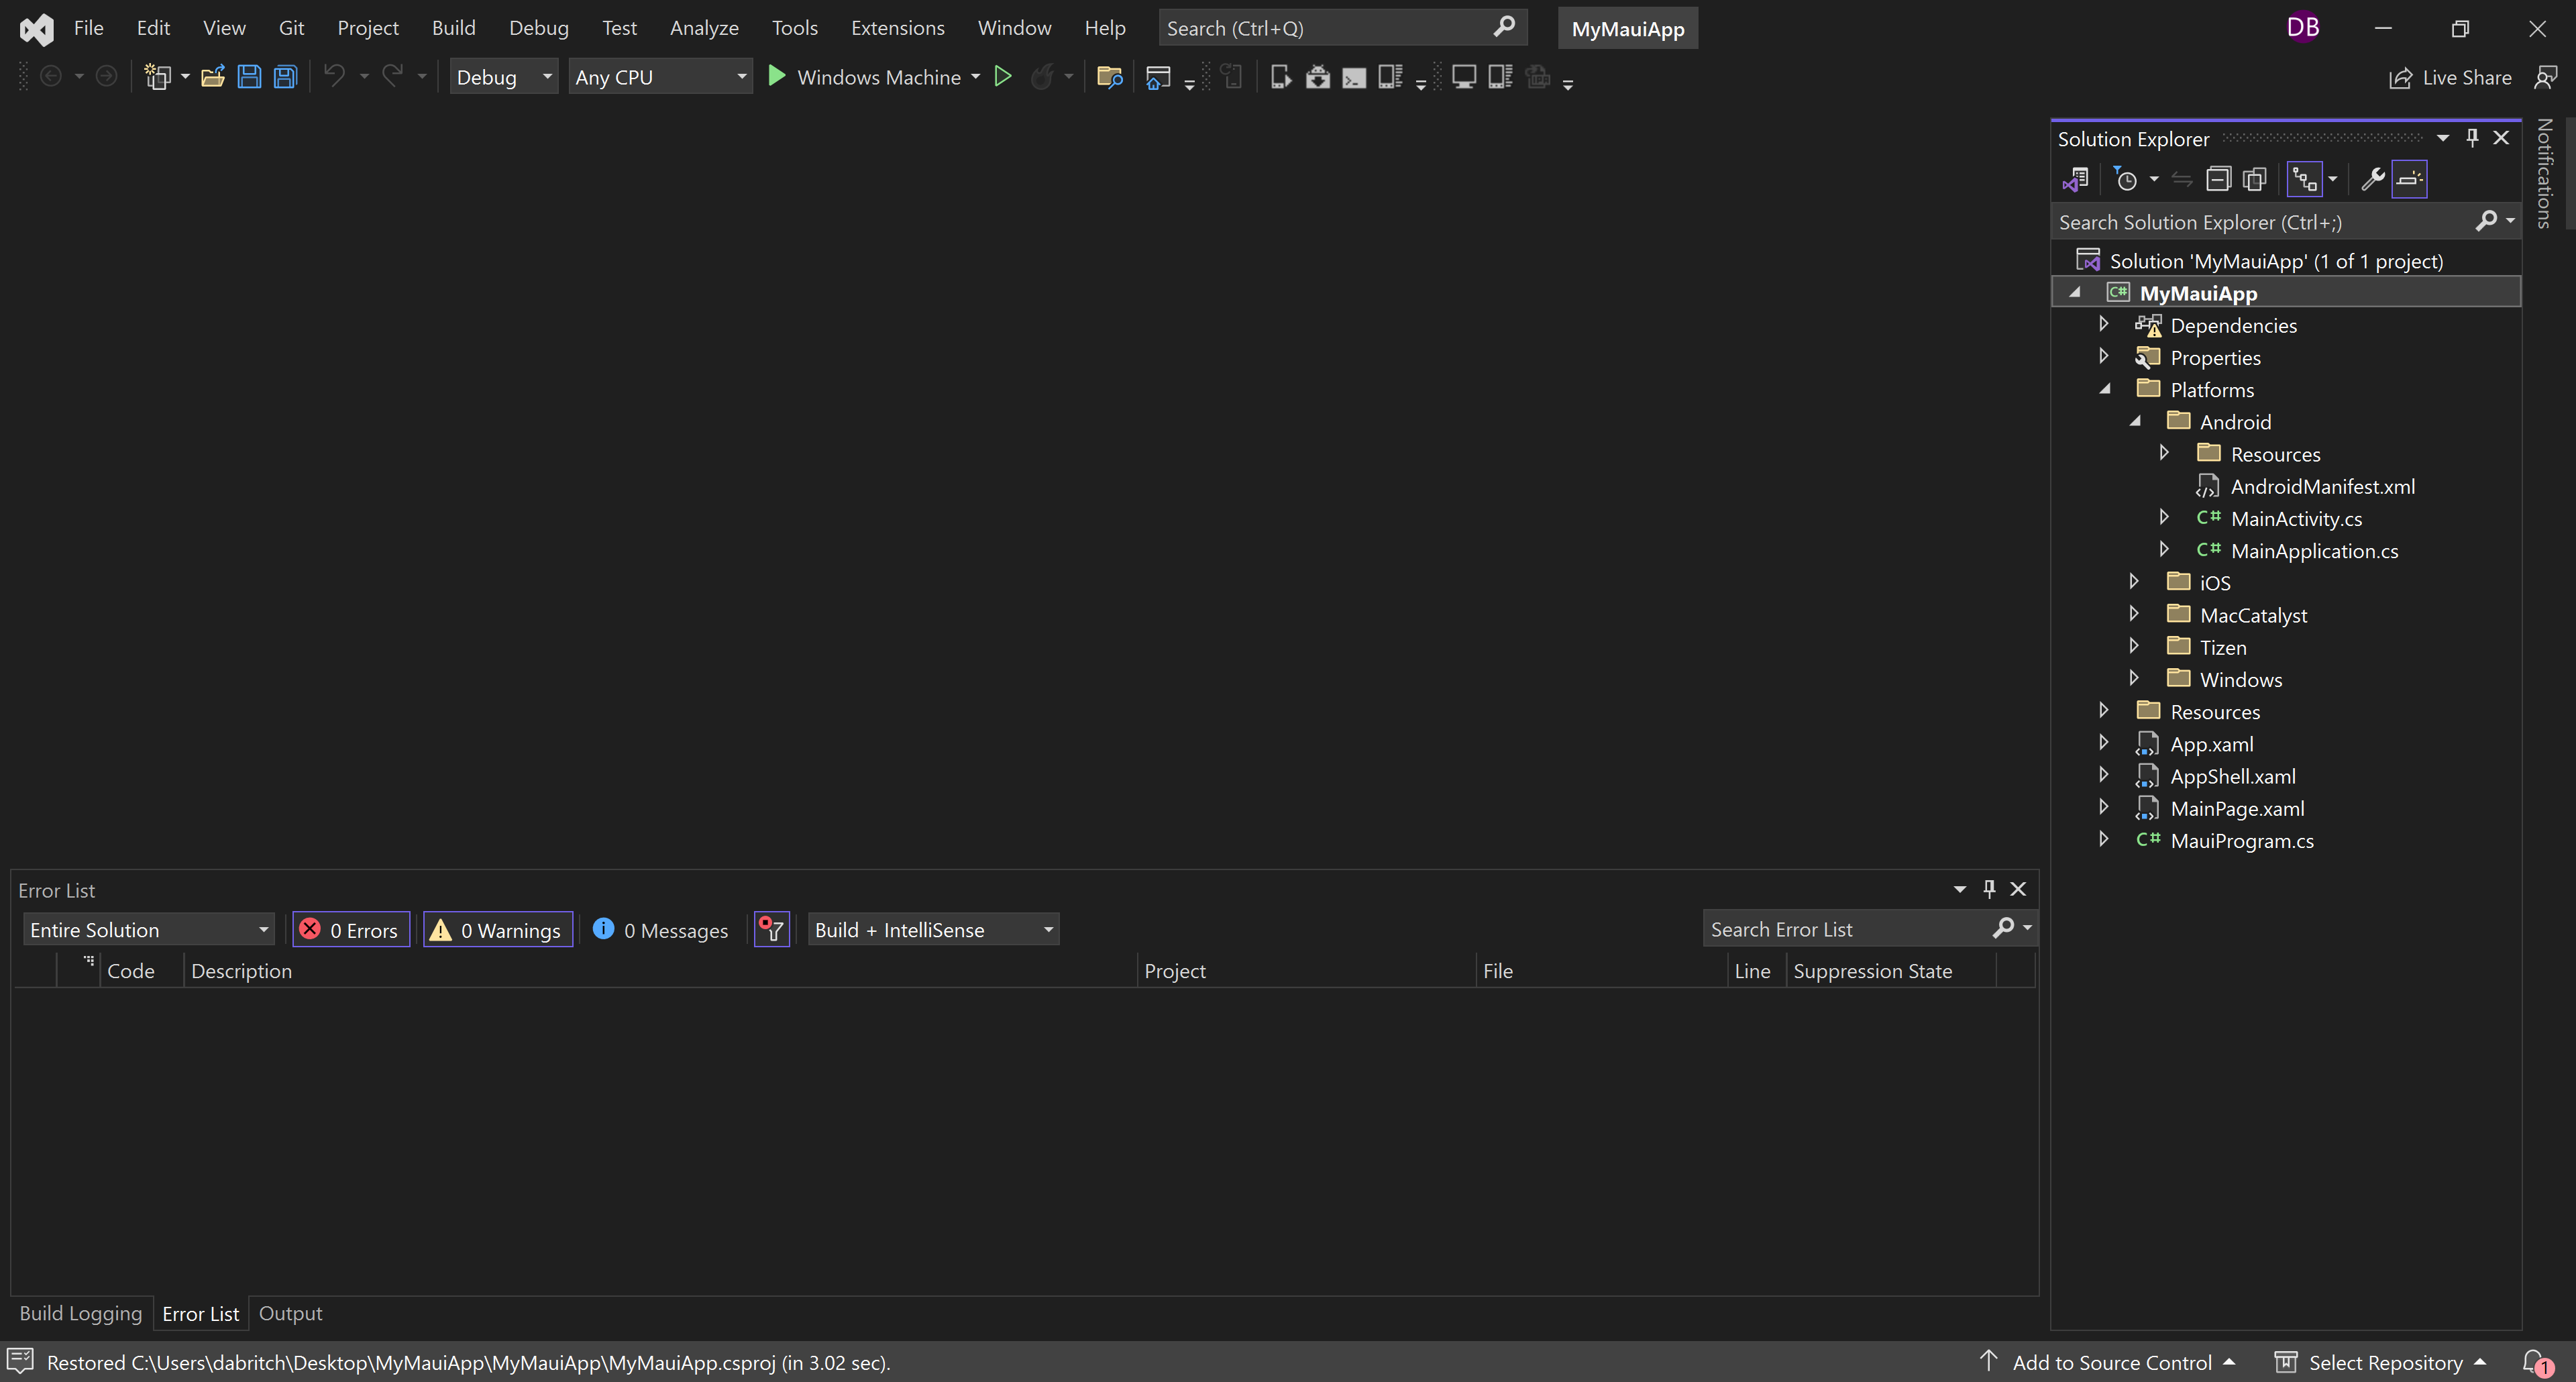 File Edit View Git Project Build Debug Test Analyze Tools Extensions Window Help Search (Ctrl+Q) MyMauiApp DB
Debug Any CPU Windows Machine Live Share
Solution Explorer
Notifications
Search Solution Explorer (Ctrl+;)
Solution 'MyMauiApp' (1 of 1 project)
C# MyMauiApp
Dependencies
Properties
Platforms
Android
Resources
AndroidManifest.xml
C# MainActivity.cs
C# MainApplication.cs
iOS
MacCatalyst
Tizen
Windows
Resources
App.xaml
AppShell.xaml
MainPage.xaml
C# MauiProgram.cs
Error List
Entire Solution 0 Errors 0 Warnings 0 Messages Build + IntelliSense Search Error List
Code Description Project File Line Suppression State
Build Logging Error List Output
Restored C:\Users\dabritch\Desktop\MyMauiApp\MyMauiApp\MyMauiApp.csproj (in 3.02 sec). Add to Source Control Select Repository 1